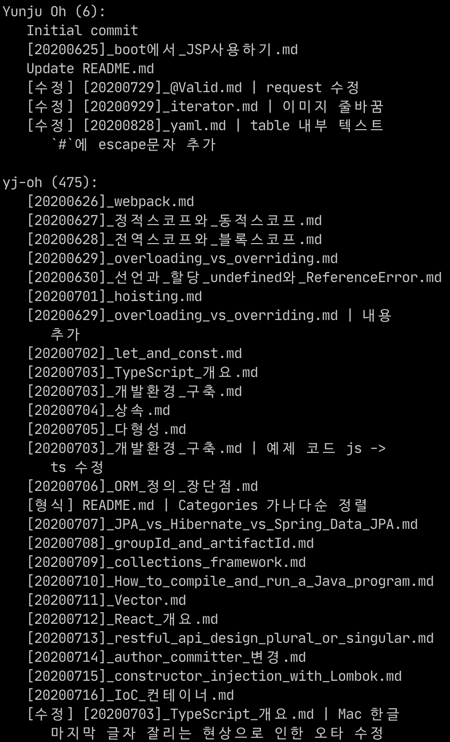 Yunju Oh (6):
Initial commit
[20200625]_boot에서_JSP사용하기.md
Update README.md
[수정] [20200729]_@Valid.md | request 수정
[수정] [20200929]_iterator.md | 이미지 줄바꿈
[수정] [20200828]_yaml.md | table 내부 텍스트
`#`에 escape문자 추가
yj-oh (475):
[20200626]_webpack.md
[20200627]_정적스코프와_동적스코프.md
[20200628]_전역스코프와_블록스코프.md
[20200629]_overloading_vs_overriding.md
[20200630]_선언과_할당_undefined와_ReferenceError.md
[20200701]_hoisting.md
[20200629]_overloading_vs_overriding.md | 내용
추가
[20200702]_let_and_const.md
[20200703]_TypeScript_개요.md
[20200703]_개발환경_구축.md
[20200704]_상속.md
[20200705]_다형성.md
[20200703]_개발환경_구축.md | 예제 코드 js ->
ts 수정
[20200706]_ORM_정의_장단점.md
[형식] README.md | Categories 가나다순 정렬
[20200707]_JPA_vs_Hibernate_vs_Spring_Data_JPA.md
[20200708]_groupId_and_artifactId.md
[20200709]_collections_framework.md
[20200710]_How_to_compile_and_run_a_Java_program.md
[20200711]_Vector.md
[20200712]_React_개요.md
[20200713]_restful_api_design_plural_or_singular.md
[20200714]_author_committer_변경.md
[20200715]_constructor_injection_with_Lombok.md
[20200716]_IoC_컨테이너.md
[수정] [20200703]_TypeScript_개요.md | Mac 한글
마지막 글자 잘리는 현상으로 인한 오타 수정